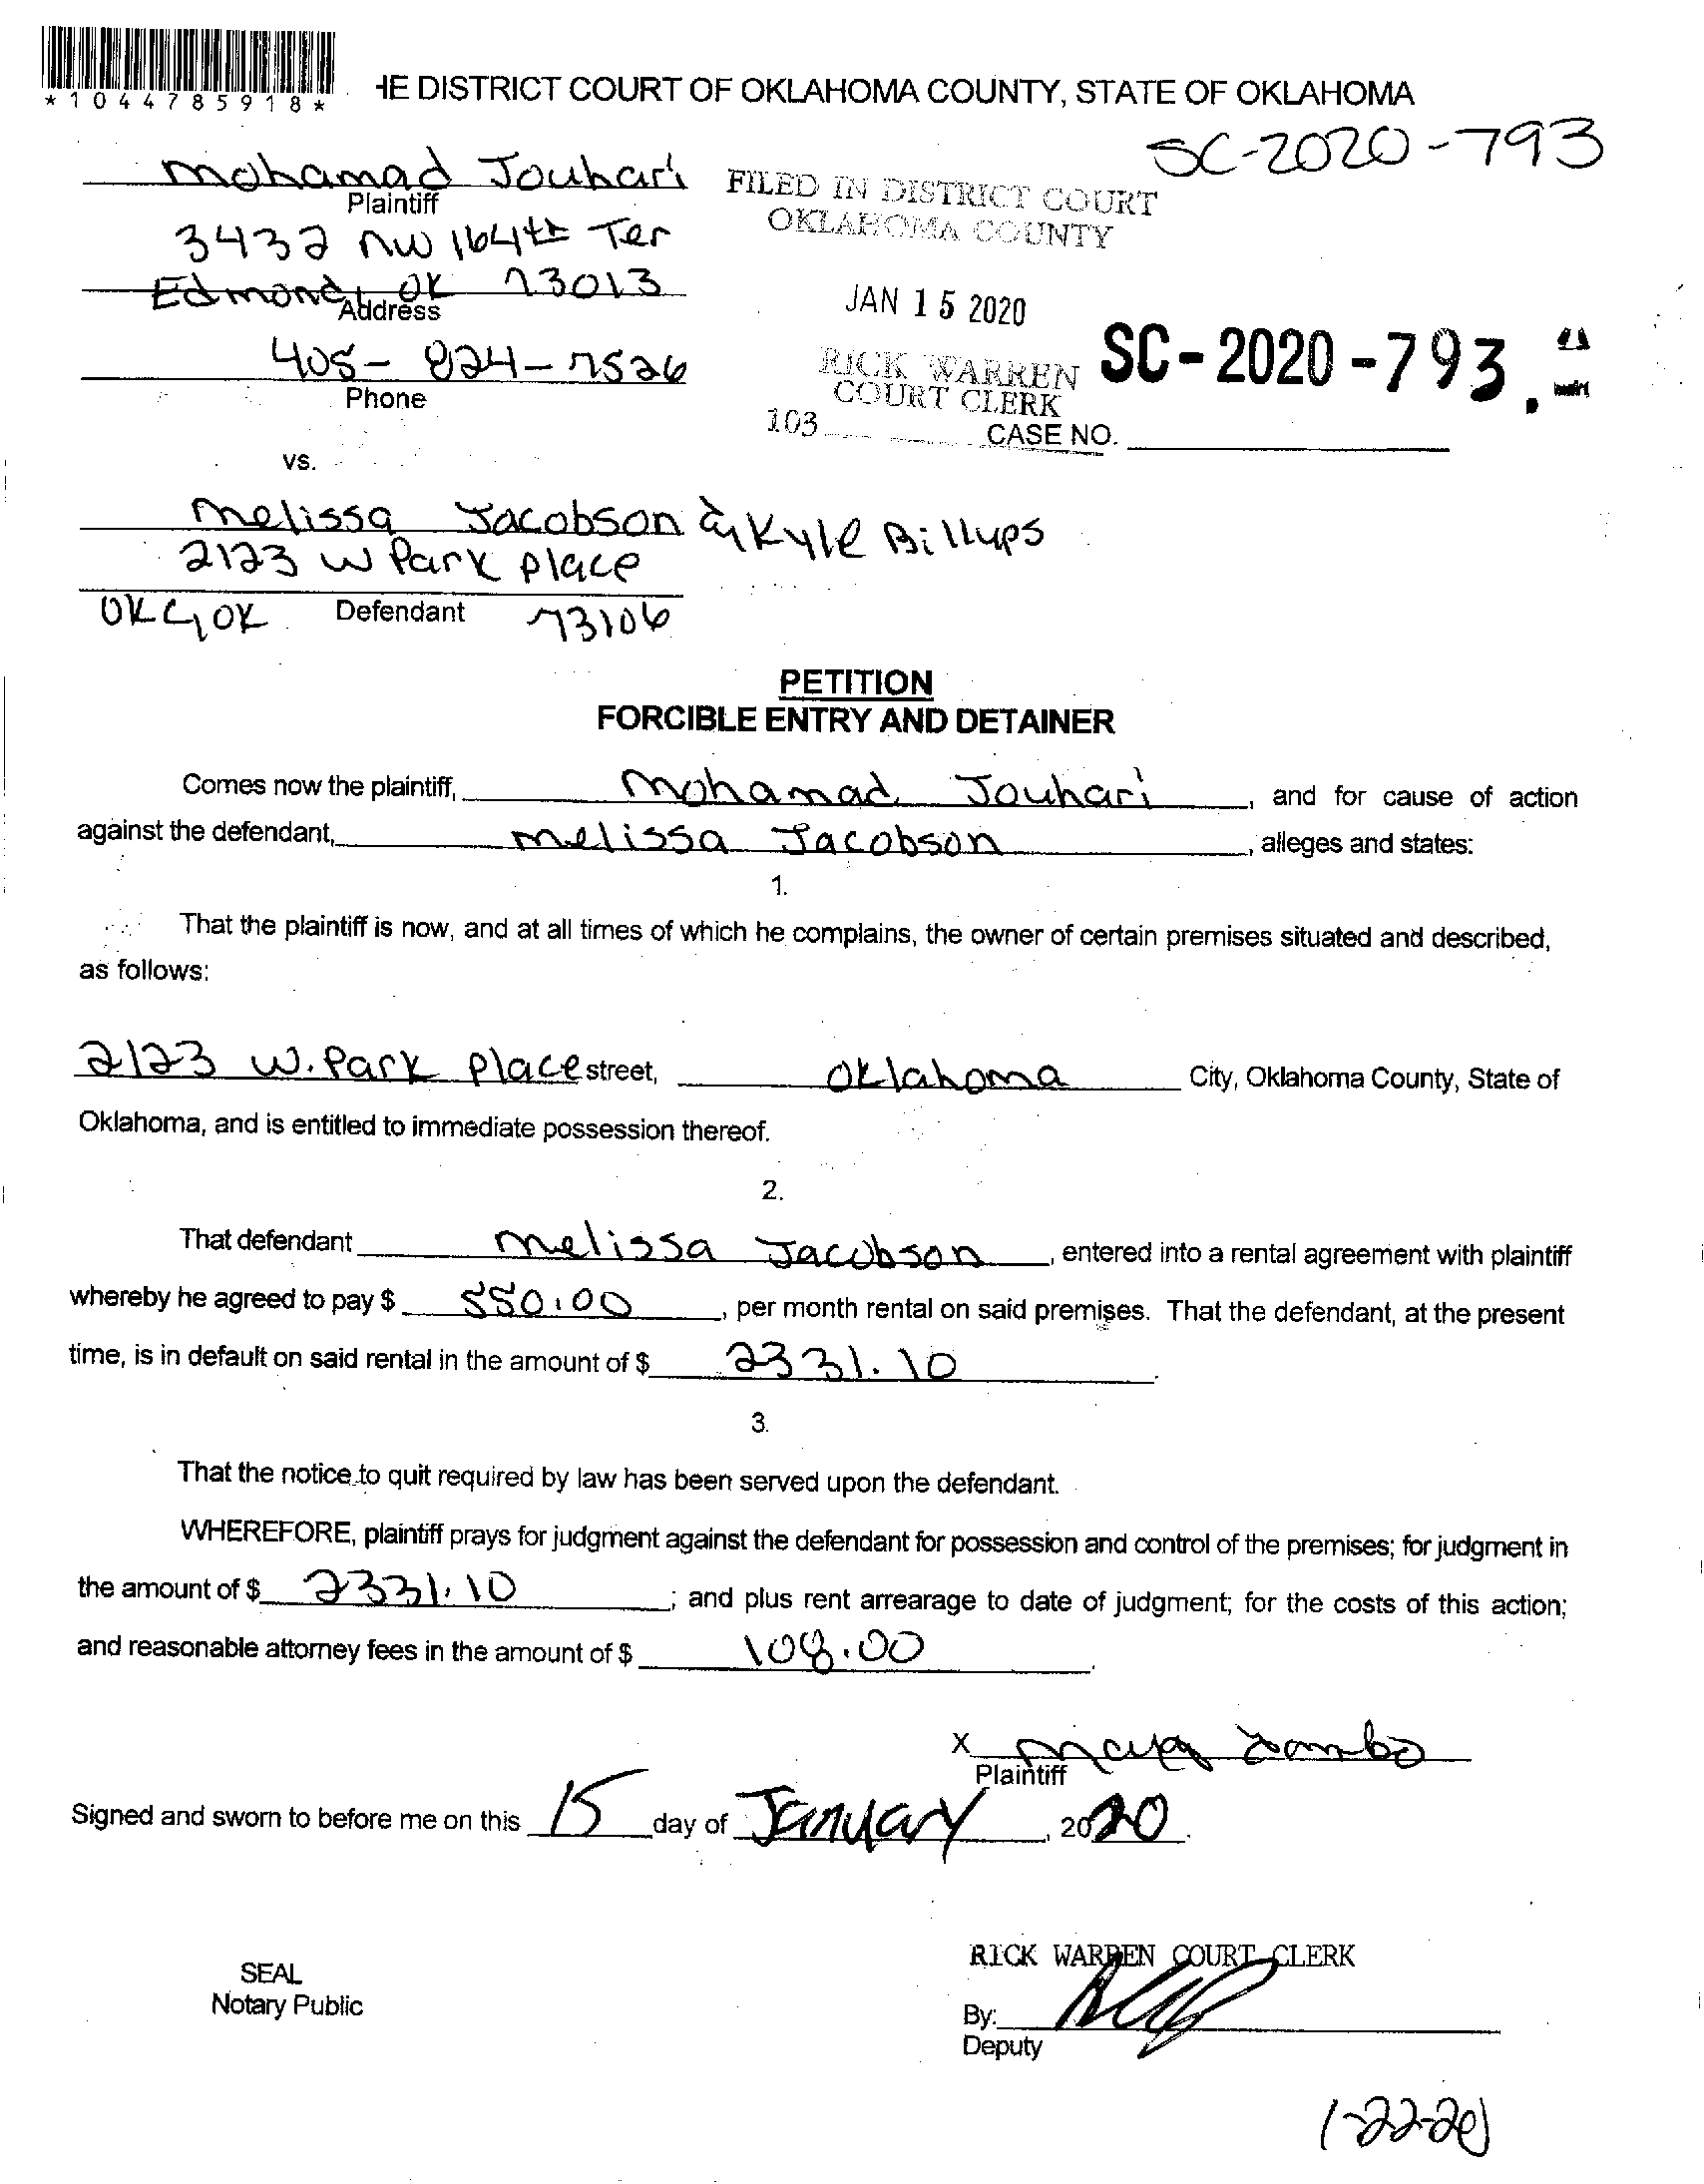 *1044785918*
HE DISTRICT COURT OF OKLAHOMA COUNTY, STATE OF OKLAHOMA
SC-2020-793
Mohamad Jouhari
Plaintiff
FILED IN DISTRICT COURT
OKLAHOMA COUNTY
3432 NW 164th Ter
Edmond, OK 73013
Address
JAN 15 2020
405-824-7526
Phone
RICK WARREN
COURT CLERK
SC-2020-793
103
CASE NO.
vs.
Melissa Jacobson & Kyle Billups
2123 W Park Place
OKC, OK Defendant 73106
PETITION
FORCIBLE ENTRY AND DETAINER
Comes now the plaintiff, Mohamad Jouhari, and for cause of action
against the defendant, Melissa Jacobson, alleges and states:
1.
That the plaintiff is now, and at all times of which he complains, the owner of certain premises situated and described,
as follows:
2123 W. Park Place street, Oklahoma City, Oklahoma County, State of
Oklahoma, and is entitled to immediate possession thereof.
2.
That defendant Melissa Jacobson, entered into a rental agreement with plaintiff
whereby he agreed to pay $ 550.00, per month rental on said premises. That the defendant, at the present
time, is in default on said rental in the amount of $ 2331.10.
3.
That the notice to quit required by law has been served upon the defendant.
WHEREFORE, plaintiff prays for judgment against the defendant for possession and control of the premises; for judgment in
the amount of $ 2331.10; and plus rent arrearage to date of judgment; for the costs of this action;
and reasonable attorney fees in the amount of $ 108.00.
X Maya Zambo
Plaintiff
Signed and sworn to before me on this 15 day of January, 2020.
SEAL
Notary Public
RICK WARREN COURT CLERK
By:
Deputy
1-22-20